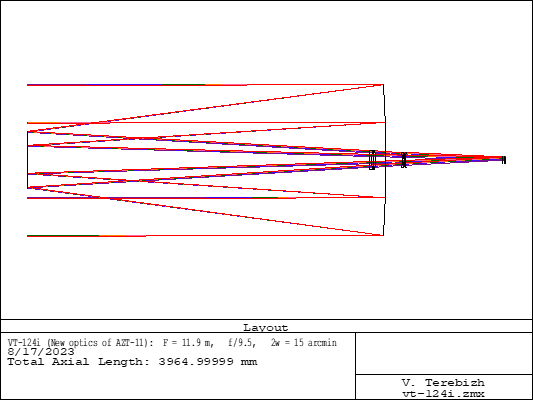 Layout
VT-124i (New optics of AZT-11): F = 11.9 m, f/9.5, 2w = 15 arcmin
8/17/2023
Total Axial Length: 3964.99999 mm
V. Terebizh
vt-124i.zmx